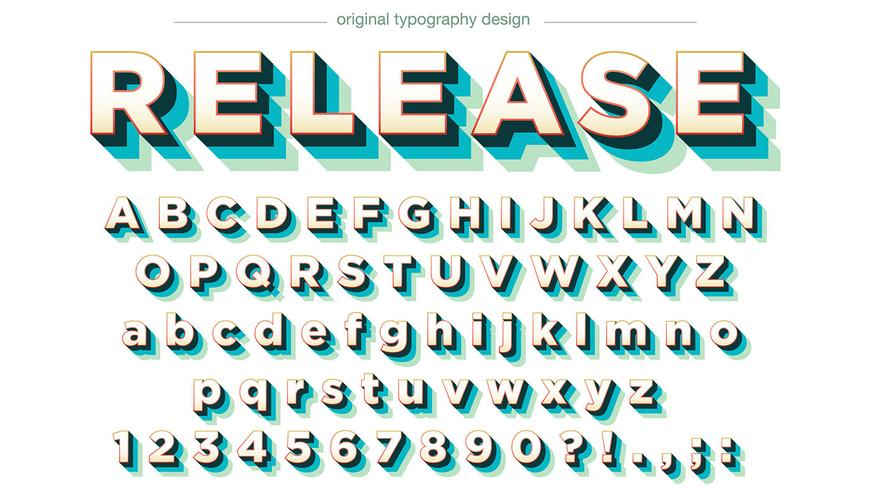 original typography design
RELEASE
ABCDEFGHIJKLMN
OPQRSTUVWXYZ
abcdefghijklmno
pqrstuvwxyz
1234567890?!.,;: